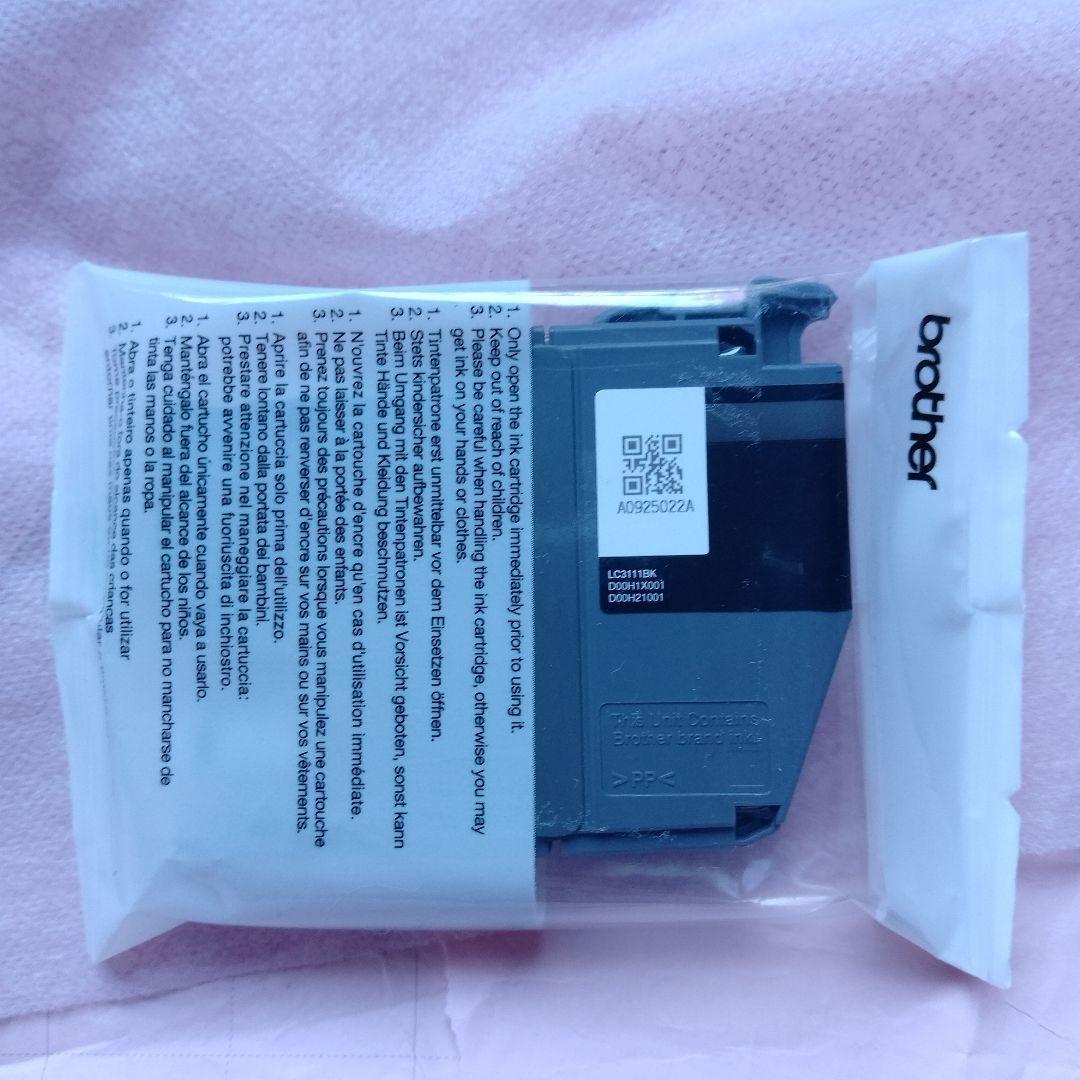 brother
1. Only open the ink cartridge immediately prior to using it.
2. Keep out of reach of children.
3. Please be careful when handling the ink cartridge, otherwise you may
get ink on your hands or clothes.
1. Tintenpatrone erst unmittelbar vor dem Einsetzen öffnen.
2. Stets kindersicher aufbewahren.
3. Beim Umgang mit den Tintenpatronen ist Vorsicht geboten, sonst kann
Tinte Hände und Kleidung beschmutzen.
1. N'ouvrez la cartouche d'encre qu'en cas d'utilisation immédiate.
2. Ne pas laisser à la portée des enfants.
3. Prenez toujours des précautions lorsque vous manipulez une cartouche
afin de ne pas renverser d'encre sur vos mains ou sur vos vêtements.
1. Aprire la cartuccia solo prima dell'utilizzo.
2. Tenere lontano dalla portata dei bambini.
3. Prestare attenzione nel maneggiare la cartuccia:
potrebbe avvenire una fuoriuscita di inchiostro.
1. Abra el cartucho únicamente cuando vaya a usarlo.
2. Manténgalo fuera del alcance de los niños.
3. Tenga cuidado al manipular el cartucho para no mancharse de
tinta las manos o la ropa.
1. Abra o tinteiro apenas quando o for utilizar
2. fora do alcance das crianças
3.
A0925022A
LC3111BK
D00H1X001
D00H21001
This Unit Contains
Brother brand ink.
>PP<